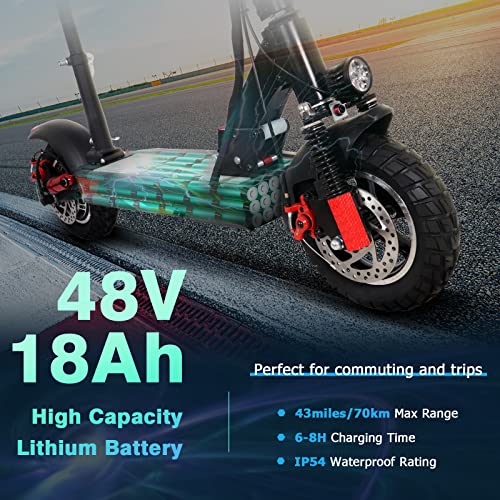 48V
18Ah
High Capacity
Lithium Battery
Perfect for commuting and trips
43miles/70km Max Range
6-8H Charging Time
IP54 Waterproof Rating